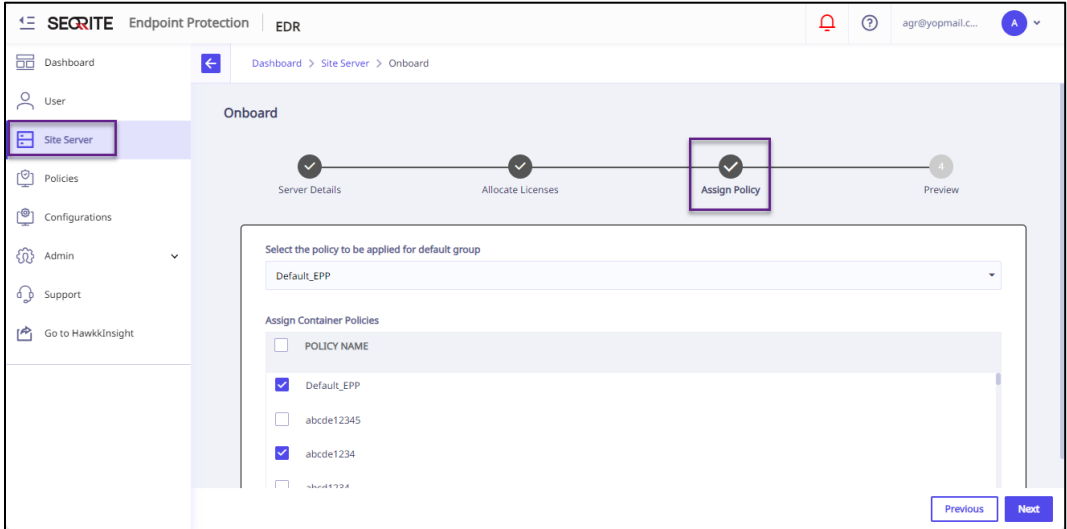 SEQRITE Endpoint Protection EDR
agr@yopmail.c... A
Dashboard
User
Site Server
Policies
Configurations
Admin
Support
Go to HawkkInsight
Dashboard > Site Server > Onboard
Onboard
4
Server Details Allocate Licenses Assign Policy Preview
Select the policy to be applied for default group
Default_EPP
Assign Container Policies
POLICY NAME
Default_EPP
abcde12345
abcde1234
abcd1234
Previous Next